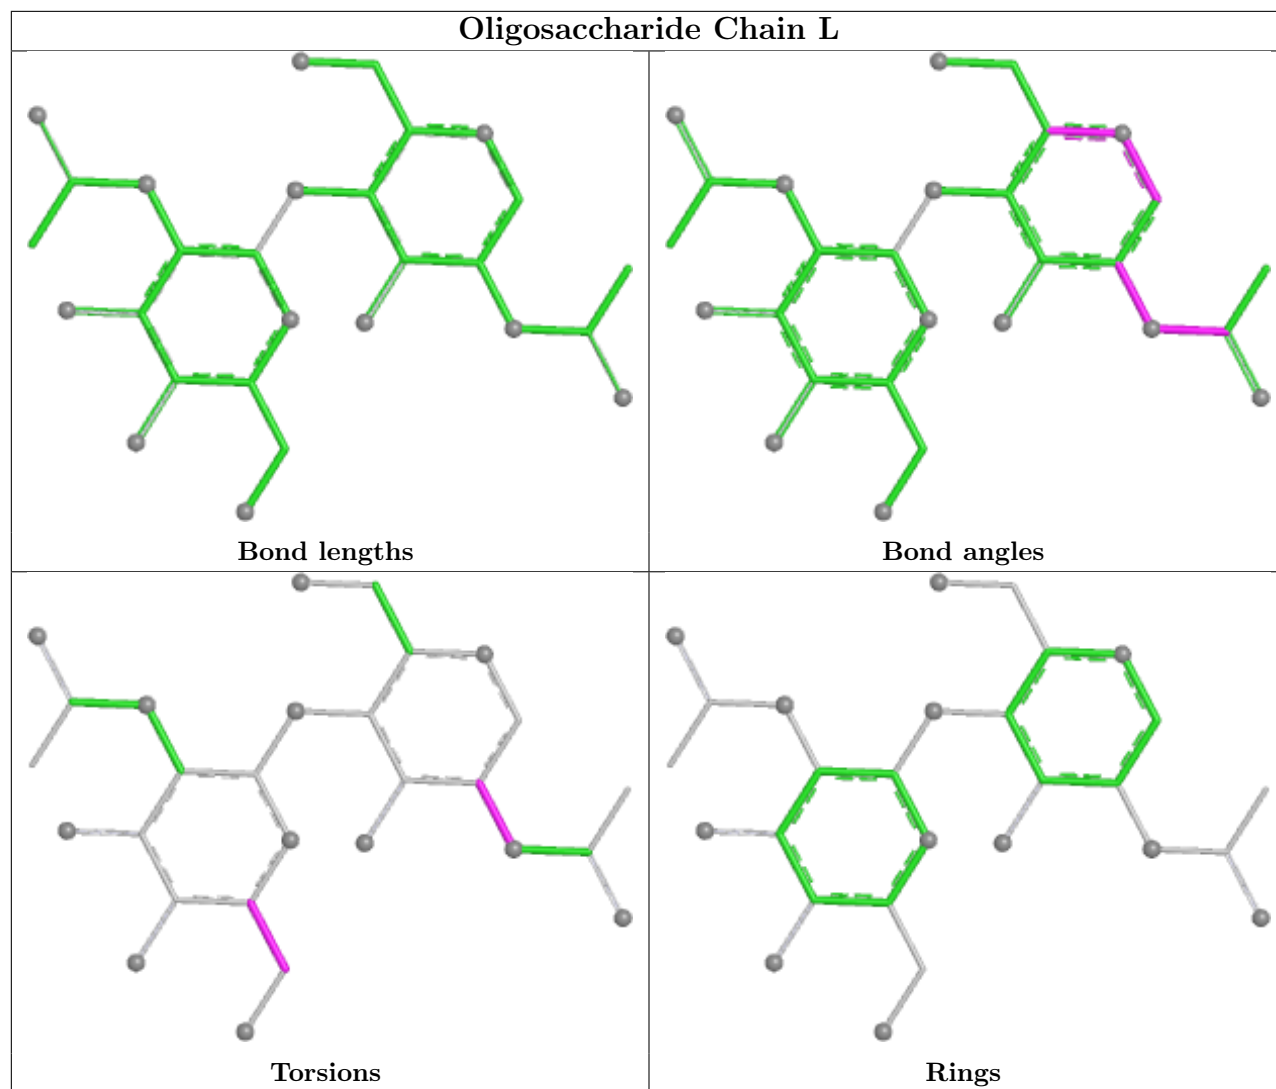 Oligosaccharide Chain L
Bond lengths
Bond angles
Torsions
Rings